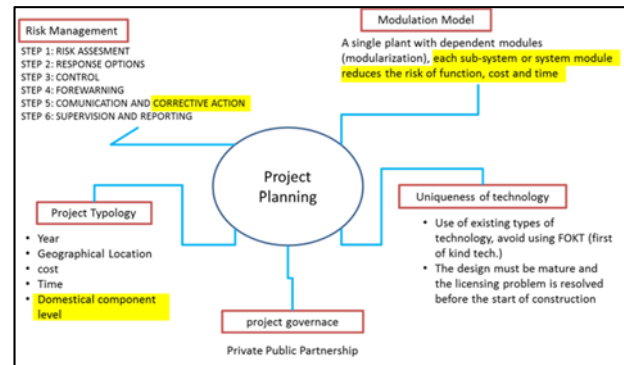 Risk Management
STEP 1: RISK ASSESMENT
STEP 2: RESPONSE OPTIONS
STEP 3: CONTROL
STEP 4: FOREWARNING
STEP 5: COMUNICATION AND CORRECTIVE ACTION
STEP 6: SUPERVISION AND REPORTING
Modulation Model
A single plant with dependent modules
(modularization), each sub-system or system module
reduces the risk of function, cost and time
Project
Planning
Project Typology
• Year
• Geographical Location
• cost
• Time
• Domestical component
level
Uniqueness of technology
• Use of existing types of
technology, avoid using FOKT (first
of kind tech.)
• The design must be mature and
the licensing problem is resolved
before the start of construction
project governace
Private Public Partnership